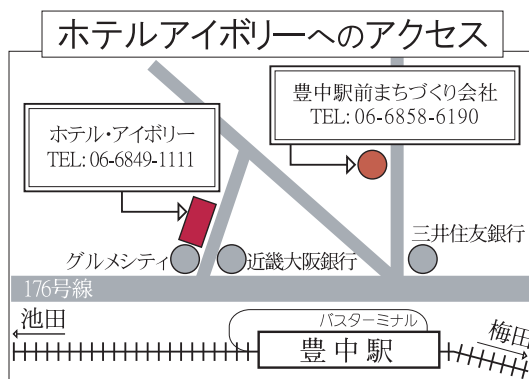 ホテルアイボリーへのアクセス
豊中駅前まちづくり会社
TEL:06-6858-6190
ホテル・アイボリー
TEL:06-6849-1111
三井住友銀行
グルメシティ
近畿大阪銀行
176号線
池田
バスターミナル
梅田
豊中駅